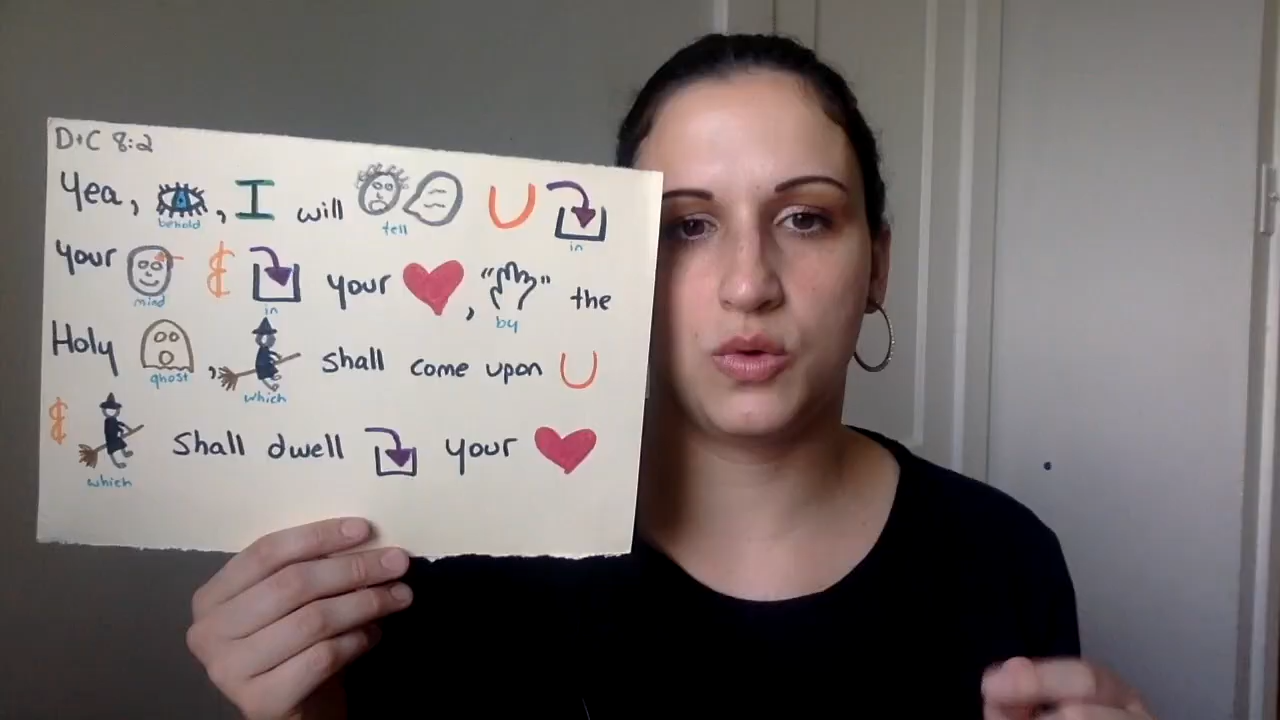 D+C 8:2
Yea, , I will U
behold tell in
your & your , " " the
mind in by
Holy , shall come upon U
ghost which
& shall dwell your
which